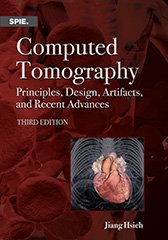 SPIE.
Computed
Tomography
Principles, Design, Artifacts,
and Recent Advances
THIRD EDITION
Jiang Hsieh